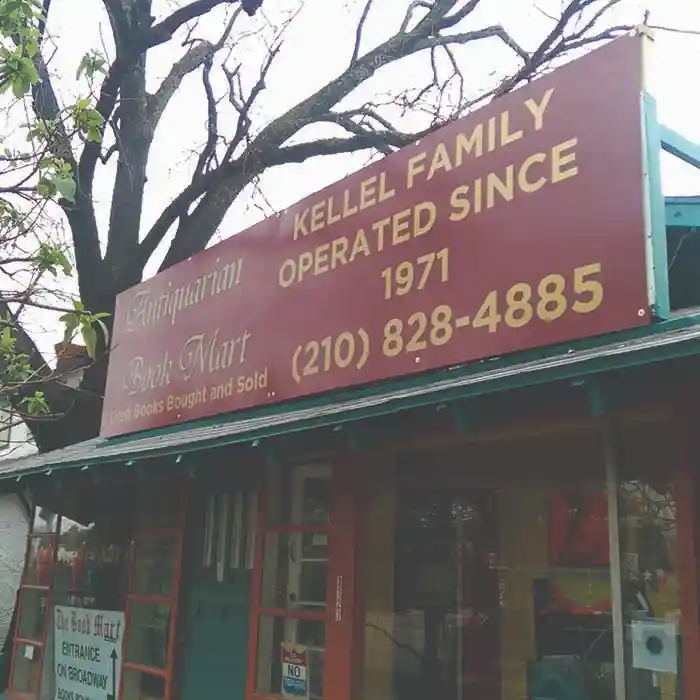 Antiquarian
Book Mart
Used Books Bought and Sold
KELLEL FAMILY
OPERATED SINCE
1971
(210) 828-4885
The Book Mart
ENTRANCE
ON BROADWAY
NO